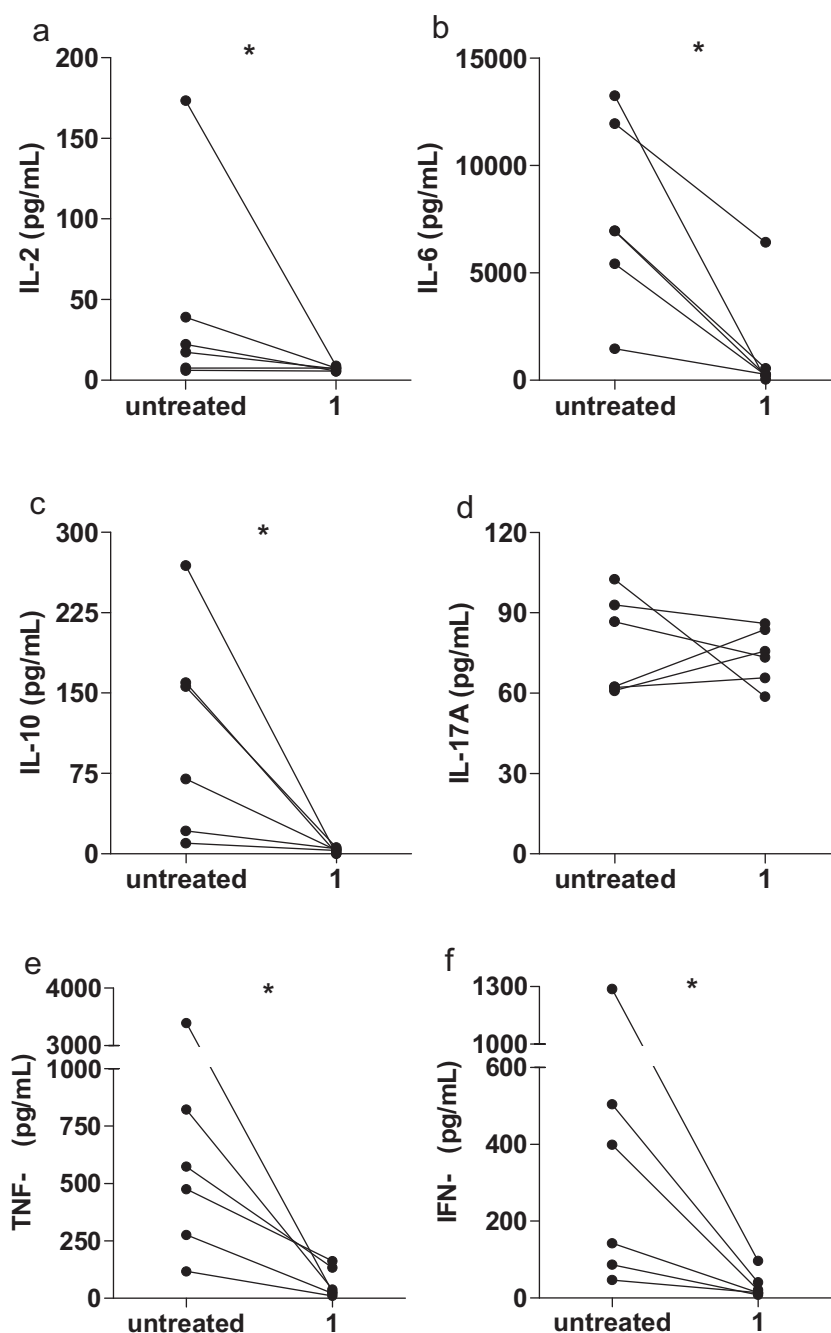 a
*
IL-2 (pg/mL)
200
150
100
50
0
untreated 1
b
*
IL-6 (pg/mL)
15000
10000
5000
0
untreated 1
c
*
IL-10 (pg/mL)
300
225
150
75
0
untreated 1
d
IL-17A (pg/mL)
120
90
60
30
0
untreated 1
e
*
TNF- (pg/mL)
4000
3000
1000
750
500
250
0
untreated 1
f
*
IFN- (pg/mL)
1300
1000
600
400
200
0
untreated 1